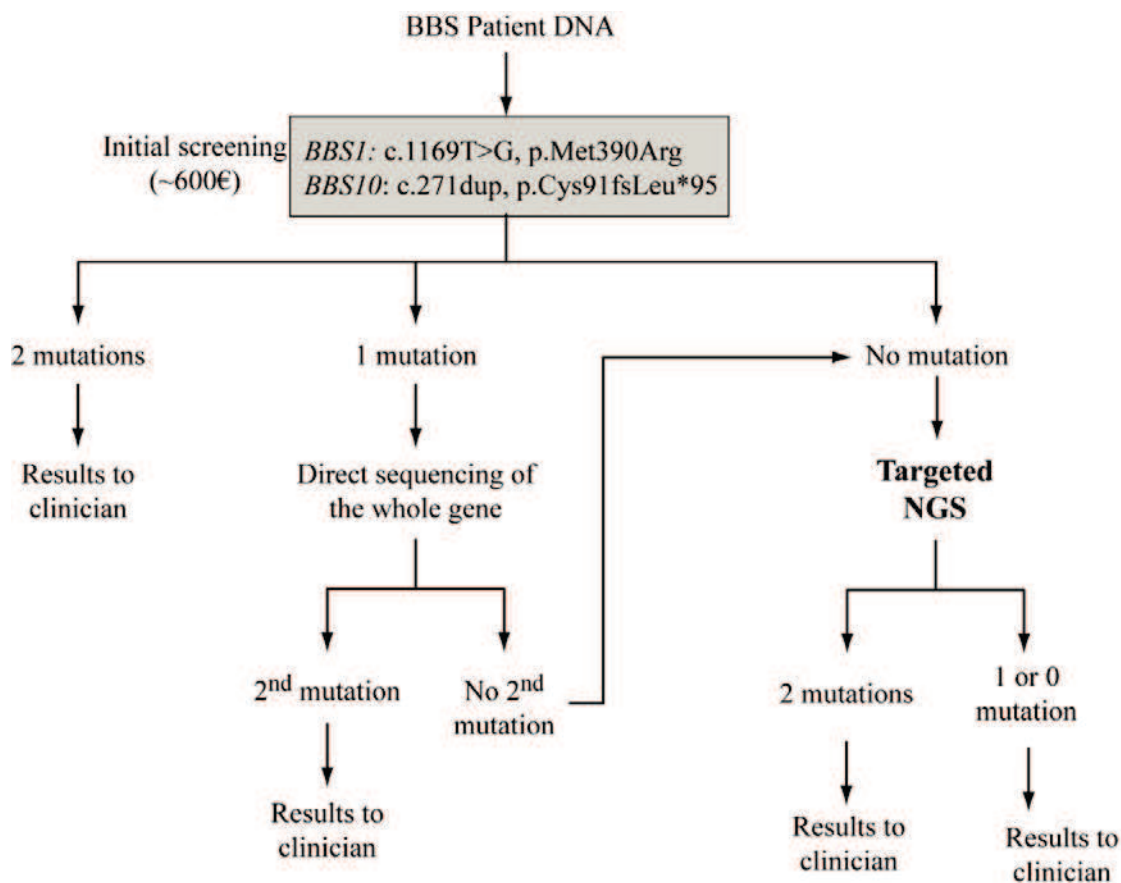 BBS Patient DNA
Initial screening
(~600€)
BBS1: c.1169T>G, p.Met390Arg
BBS10: c.271dup, p.Cys91fsLeu*95
2 mutations
1 mutation
No mutation
Results to
clinician
Direct sequencing of
the whole gene
Targeted
NGS
2nd mutation
No 2nd
mutation
2 mutations
1 or 0
mutation
Results to
clinician
Results to
clinician
Results to
clinician